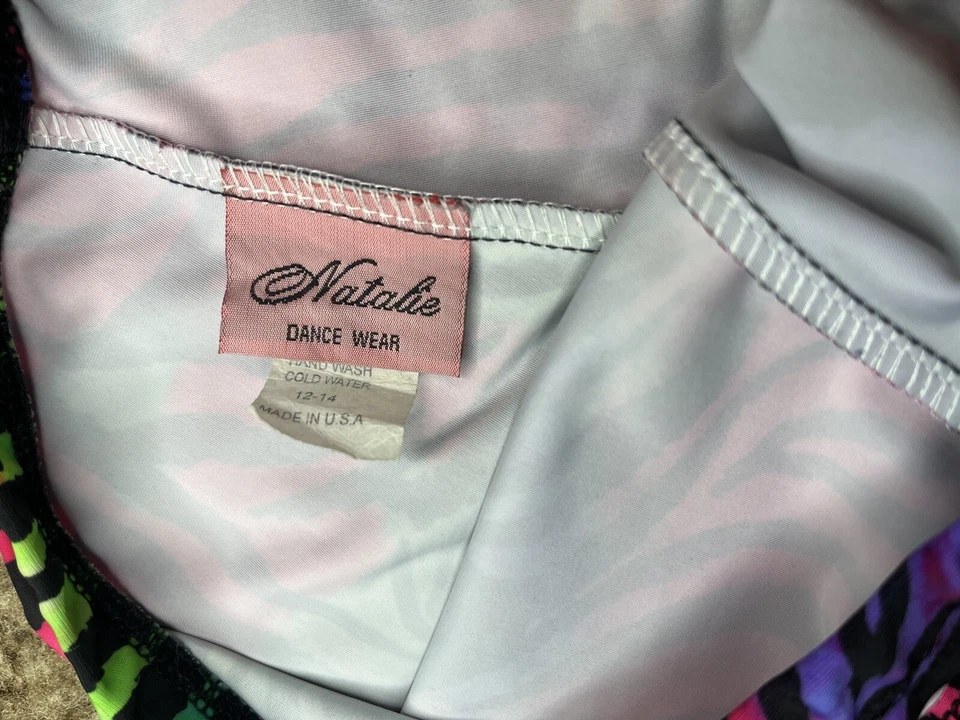 Natalie
DANCE WEAR
HAND WASH
COLD WATER
12-14
MADE IN U.S.A